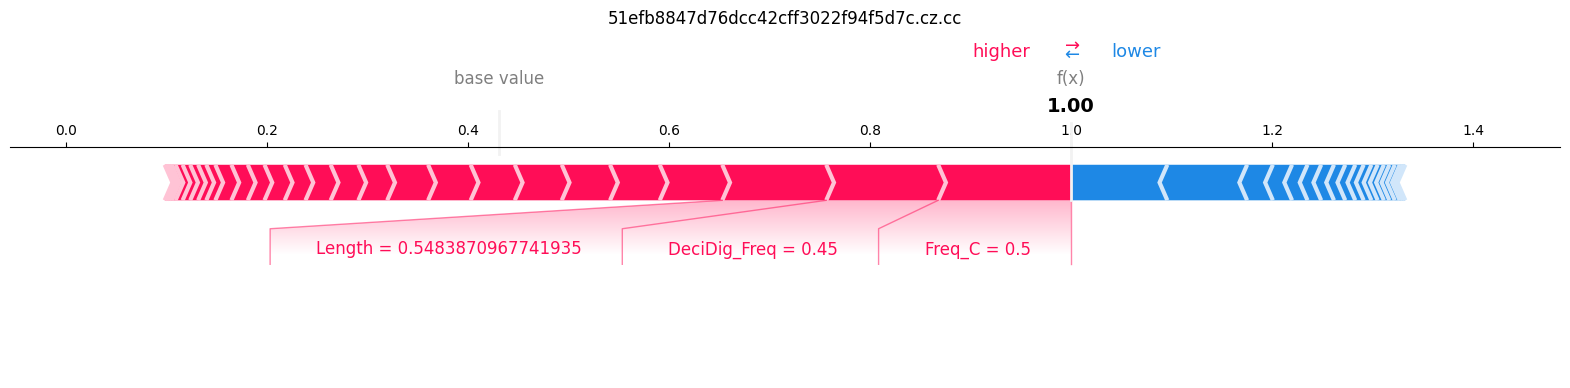 51efb8847d76dcc42cff3022f94f5d7c.cz.cc
higher → ← lower
base value f(x)
1.00
0.0 0.2 0.4 0.6 0.8 1.0 1.2 1.4
Length = 0.5483870967741935 DeciDig_Freq = 0.45 Freq_C = 0.5